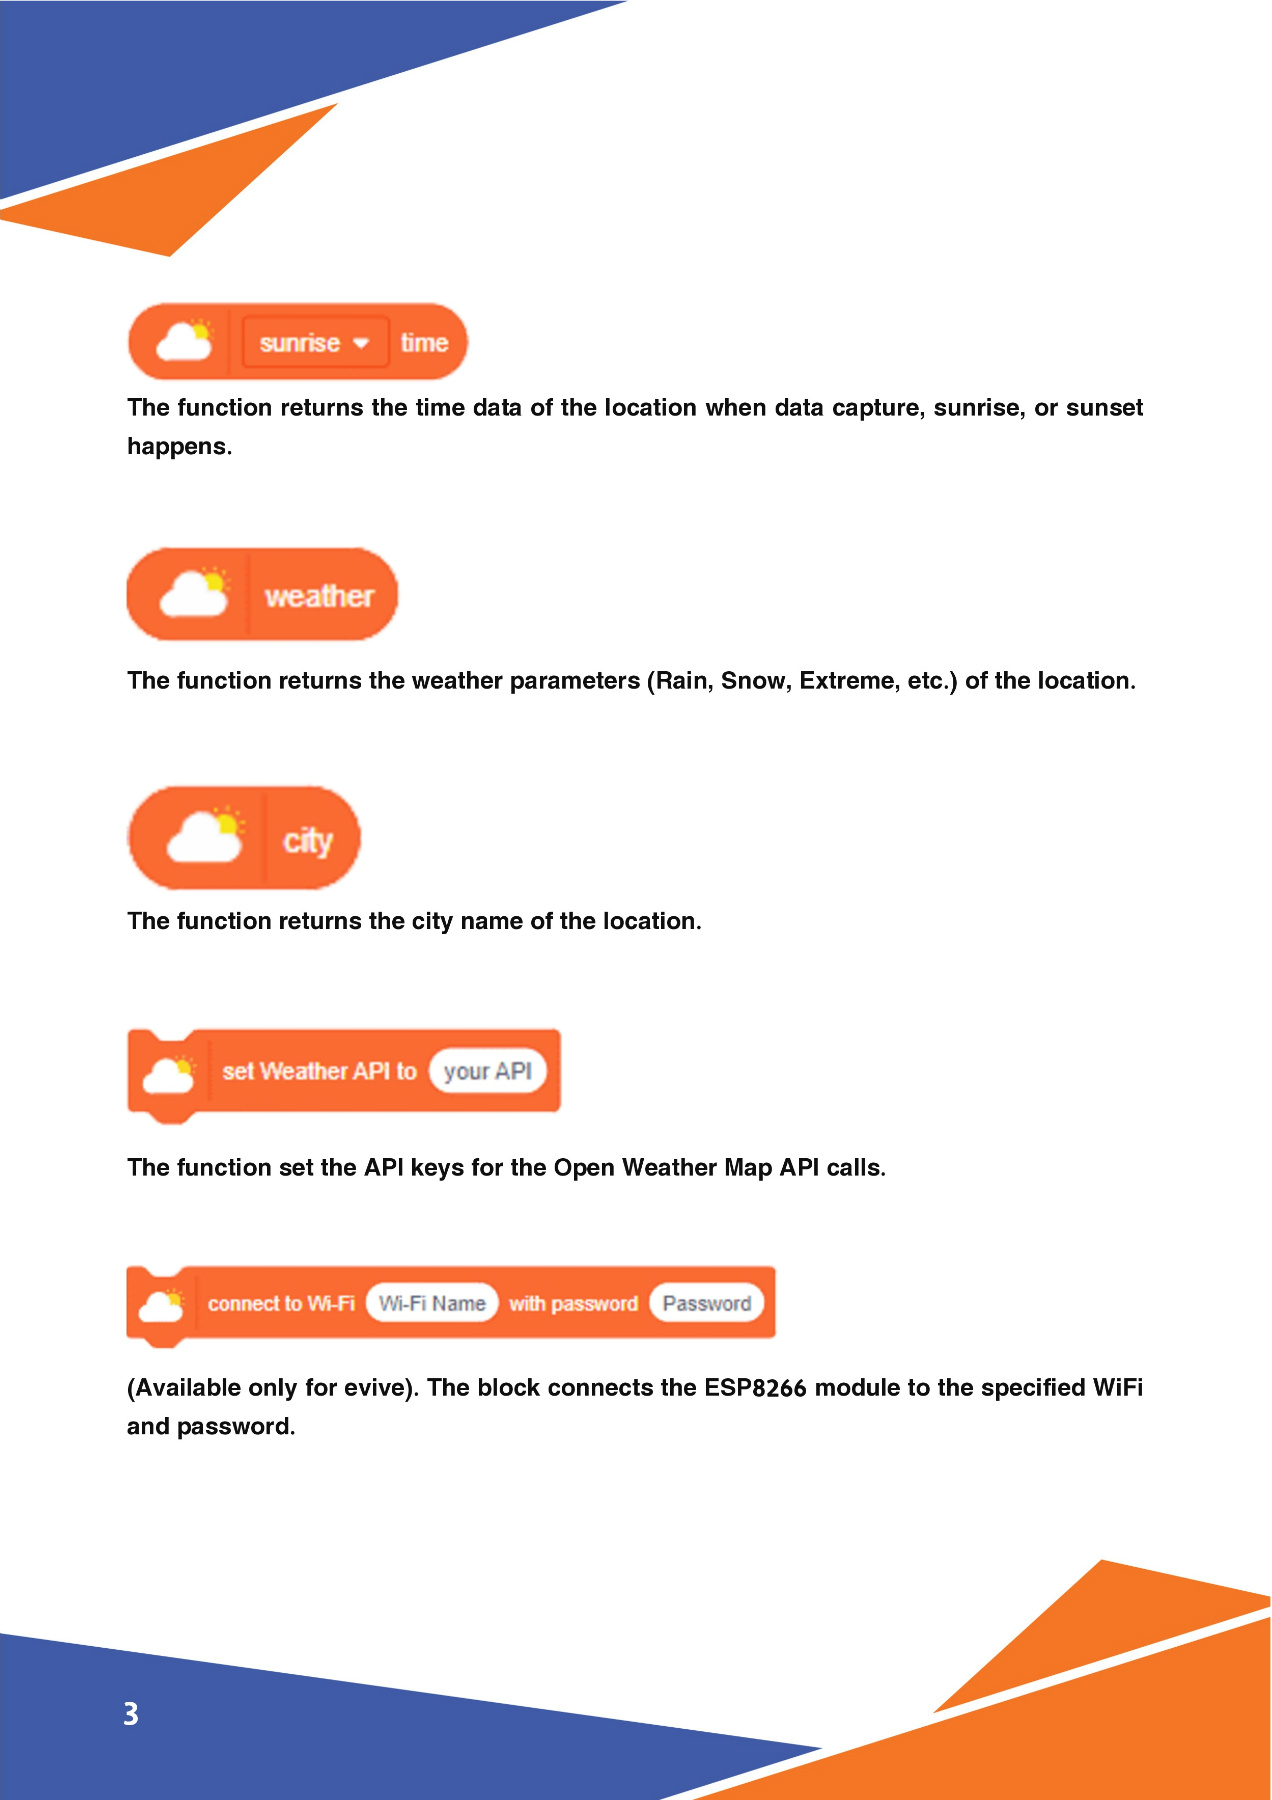 sunrise time
The function returns the time data of the location when data capture, sunrise, or sunset
happens.
weather
The function returns the weather parameters (Rain, Snow, Extreme, etc.) of the location.
city
The function returns the city name of the location.
set Weather API to your API
The function set the API keys for the Open Weather Map API calls.
connect to Wi-Fi Wi-Fi Name with password Password
(Available only for evive). The block connects the ESP8266 module to the specified WiFi
and password.
3